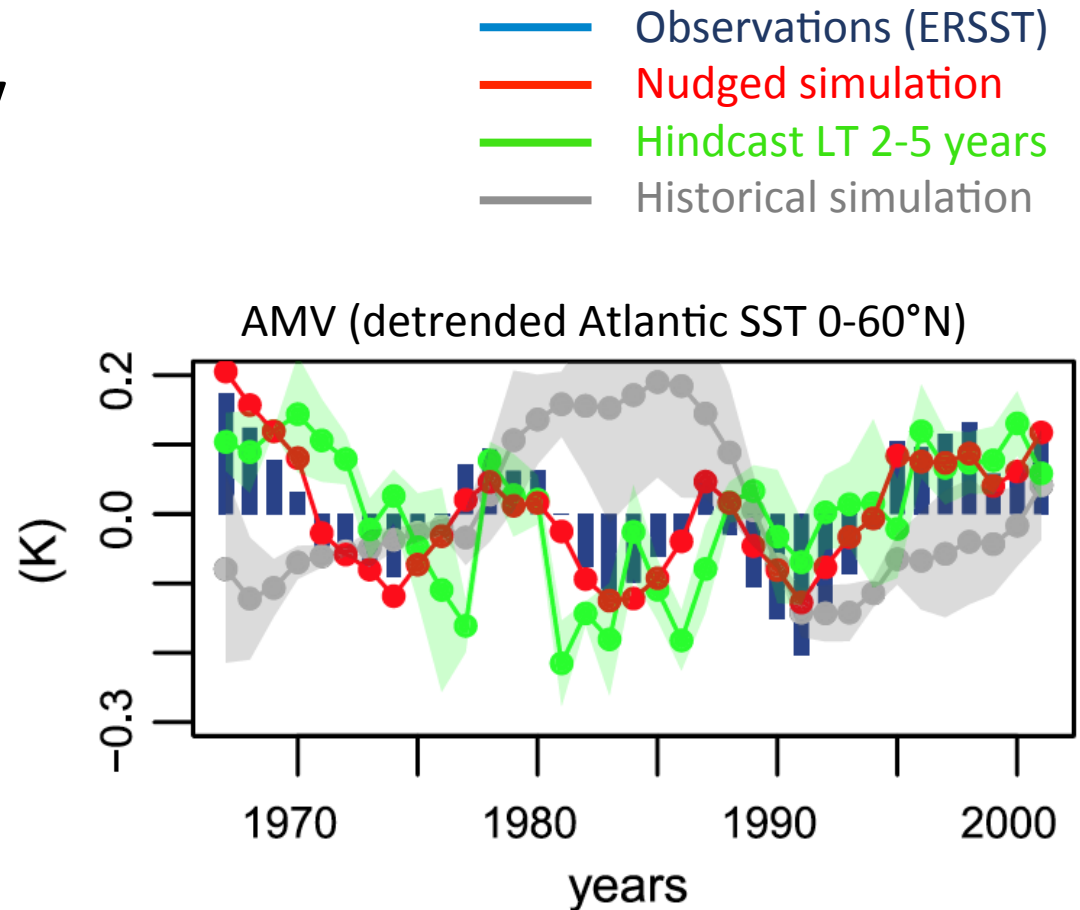 Observations (ERSST)
Nudged simulation
Hindcast LT 2-5 years
Historical simulation
AMV (detrended Atlantic SST 0-60°N)
0.2
0.0
−0.3
(K)
1970 1980 1990 2000
years